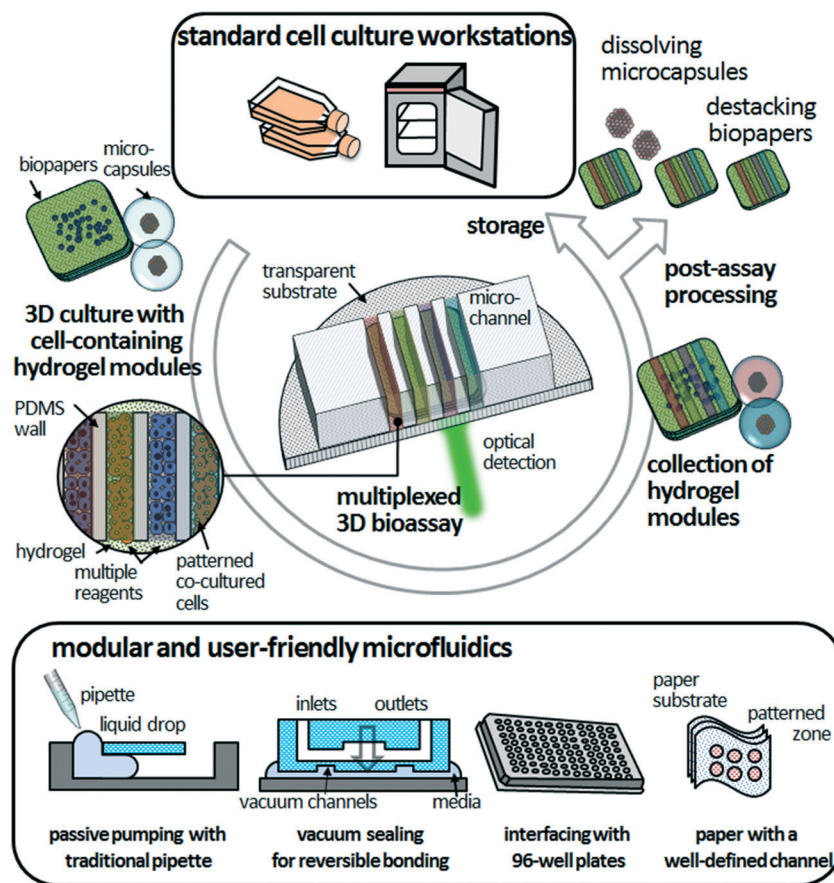 standard cell culture workstations
dissolving
microcapsules
destacking
biopapers
biopapers
micro-
capsules
storage
post-assay
processing
transparent
substrate
micro-
channel
3D culture with
cell-containing
hydrogel modules
PDMS
wall
optical
detection
multiplexed
3D bioassay
collection of
hydrogel
modules
hydrogel
multiple
reagents
patterned
co-cultured
cells
modular and user-friendly microfluidics
pipette
liquid drop
inlets
outlets
vacuum channels
media
paper
substrate
patterned
zone
passive pumping with
traditional pipette
vacuum sealing
for reversible bonding
interfacing with
96-well plates
paper with a
well-defined channel